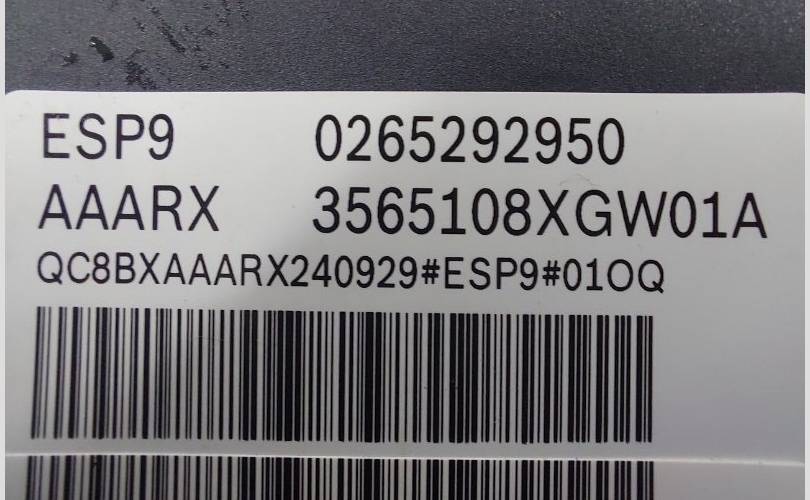 ESP9 0265292950
AAARX 3565108XGW01A
QC8BXAAARX240929#ESP9#01OQ